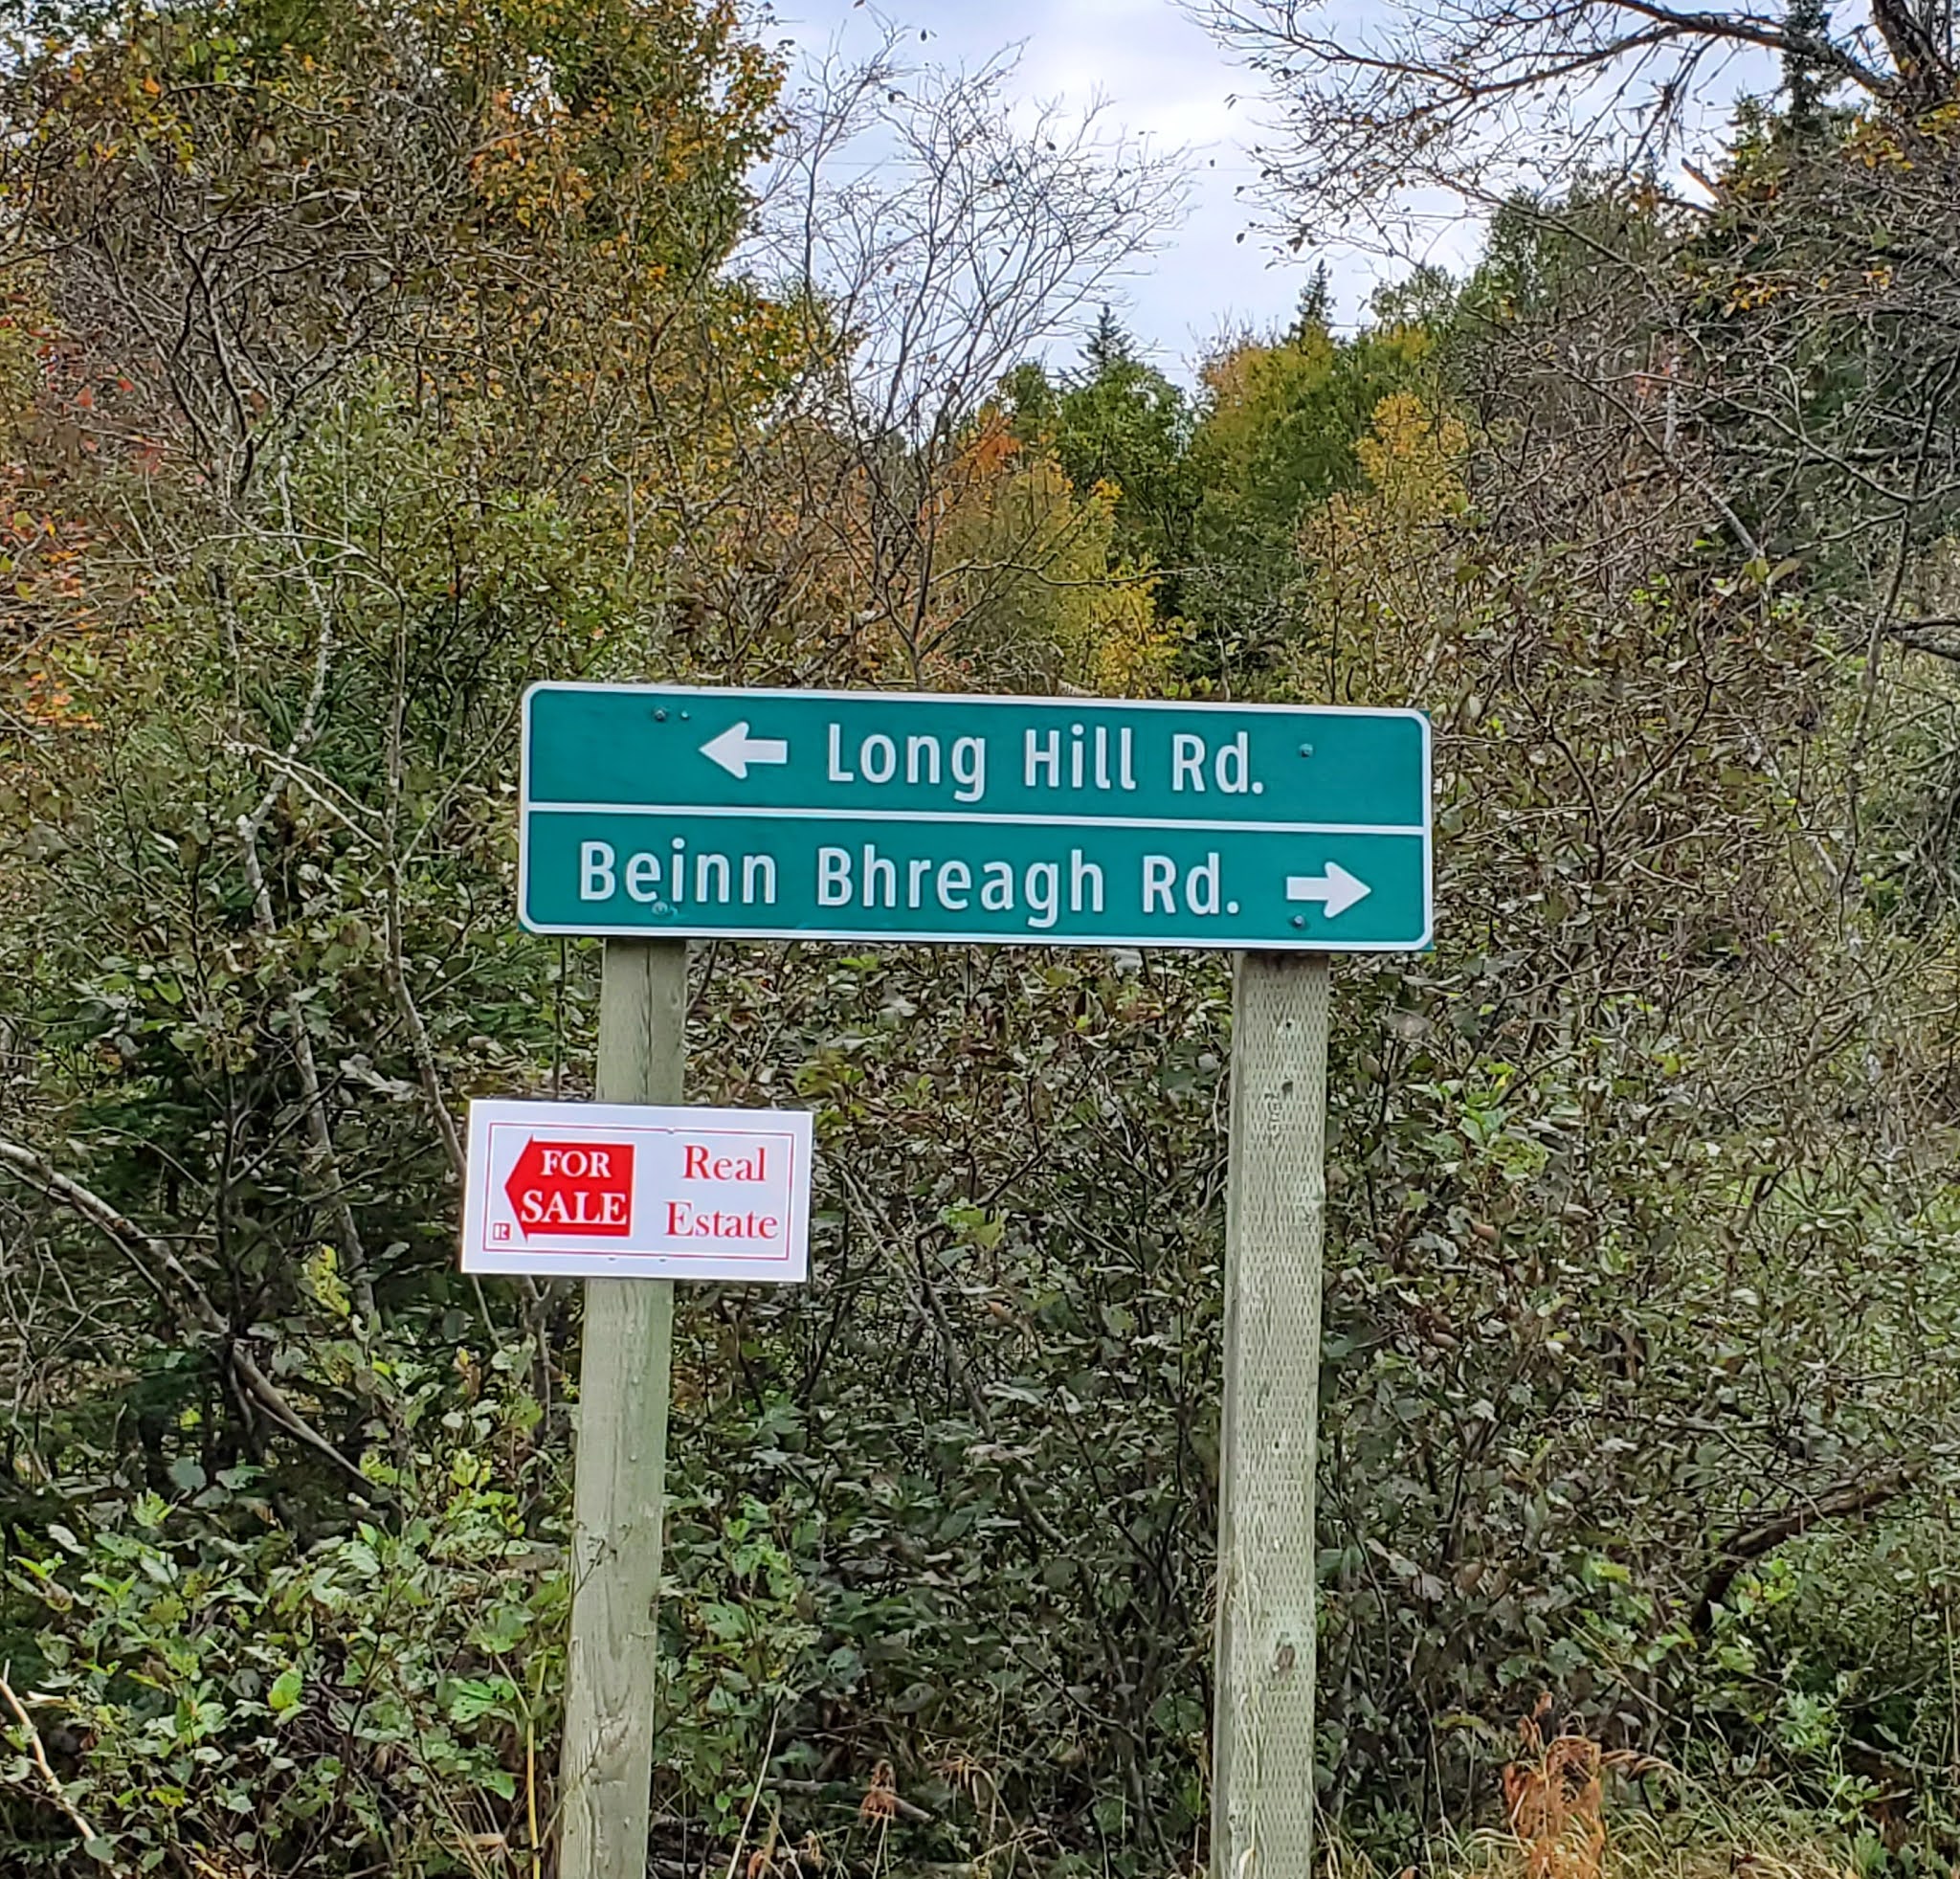 Long Hill Rd.
Beinn Bhreagh Rd.
FOR
SALE
Real
Estate